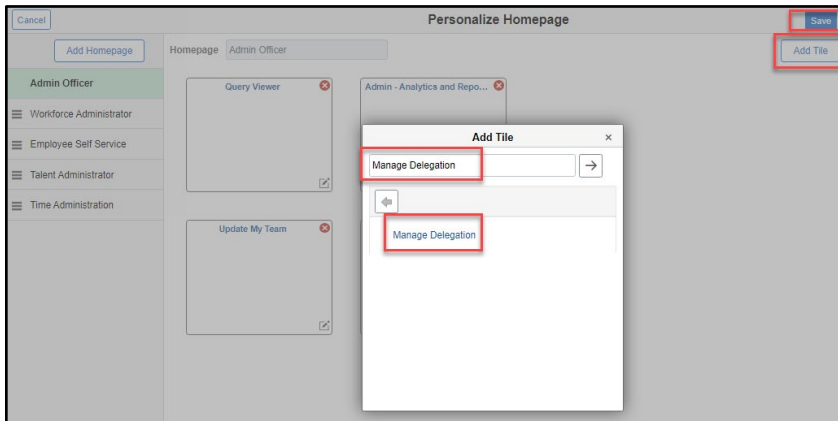 Cancel
Personalize Homepage
Save
Add Homepage
Homepage
Admin Officer
Add Tile
Admin Officer
Workforce Administrator
Employee Self Service
Talent Administrator
Time Administration
Query Viewer
Admin - Analytics and Repo...
Update My Team
Add Tile
×
Manage Delegation
Manage Delegation